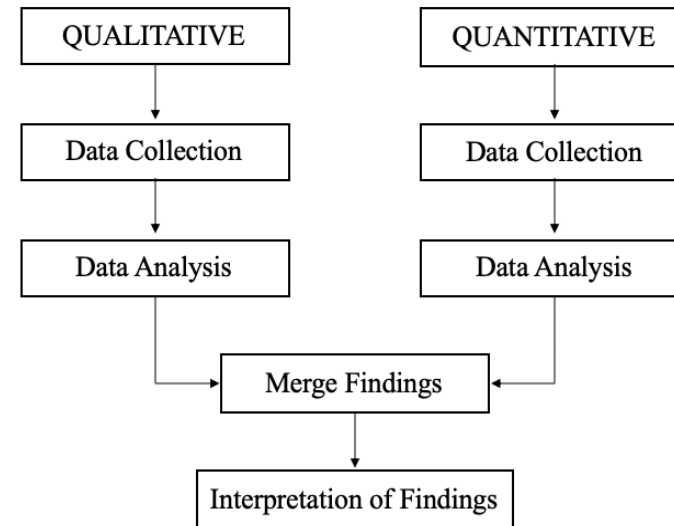 QUALITATIVE
QUANTITATIVE
Data Collection
Data Collection
Data Analysis
Data Analysis
Merge Findings
Interpretation of Findings